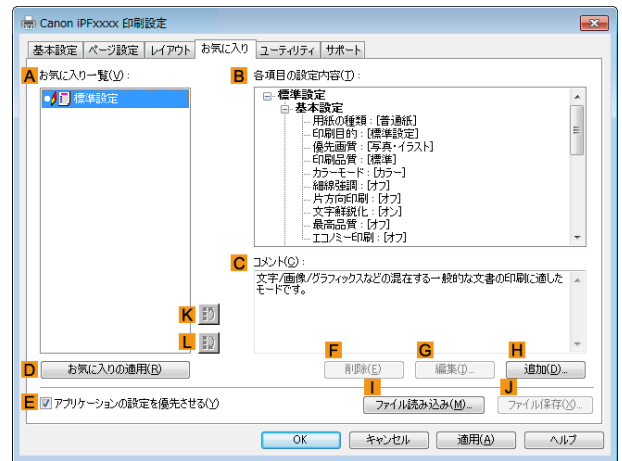 Canon iPFxxxx 印刷設定
基本設定 ページ設定 レイアウト お気に入り ユーティリティ サポート
A お気に入り一覧(V):
標準設定
B 各項目の設定内容(T):
標準設定
基本設定
用紙の種類:[普通紙]
印刷目的:[標準設定]
優先画質:[写真・イラスト]
印刷品質:[標準]
カラーモード:[カラー]
細線強調:[オフ]
片方向印刷:[オフ]
文字鮮鋭化:[オン]
最高品質:[オフ]
エコノミー印刷:[オフ]
C コメント(C):
文字/画像/グラフィックスなどの混在する一般的な文書の印刷に適した
モードです。
K
L
D お気に入りの適用(R)
F 削除(E)
G 編集(I)...
H 追加(D)...
E アプリケーションの設定を優先させる(Y)
I ファイル読み込み(M)...
J ファイル保存(X)...
OK キャンセル 適用(A) ヘルプ